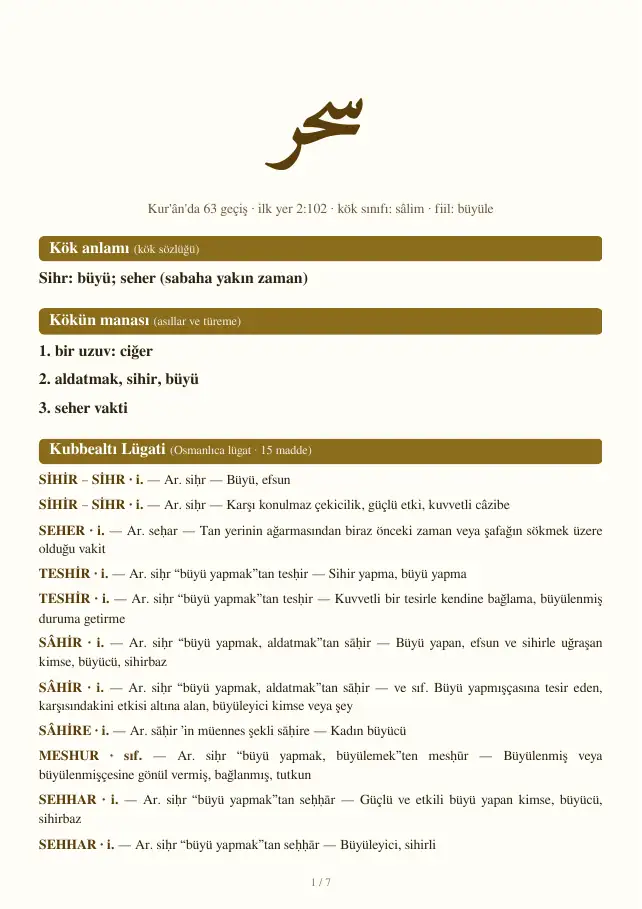 سحر
Kur'ân'da 63 geçiş · ilk yer 2:102 · kök sınıfı: sâlim · fiil: büyüle
Kök anlamı (kök sözlüğü)
Sihr: büyü; seher (sabaha yakın zaman)
Kökün manası (asıllar ve türeme)
1. bir uzuv: ciğer
2. aldatmak, sihir, büyü
3. seher vakti
Kubbealtı Lügati (Osmanlıca lügat · 15 madde)
SİHİR – SİHR · i. — Ar. siḥr — Büyü, efsun
SİHİR – SİHR · i. — Ar. siḥr — Karşı konulmaz çekicilik, güçlü etki, kuvvetli câzibe
SEHER · i. — Ar. seḥar — Tan yerinin ağarmasından biraz önceki zaman veya şafağın sökmek üzere
olduğu vakit
TESHİR · i. — Ar. siḥr “büyü yapmak”tan tesḥіr — Sihir yapma, büyü yapma
TESHİR · i. — Ar. siḥr “büyü yapmak”tan tesḥіr — Kuvvetli bir tesirle kendine bağlama, büyülenmiş
duruma getirme
SÂHİR · i. — Ar. siḥr “büyü yapmak, aldatmak”tan sāḥir — Büyü yapan, efsun ve sihirle uğraşan
kimse, büyücü, sihirbaz
SÂHİR · i. — Ar. siḥr “büyü yapmak, aldatmak”tan sāḥir — ve sıf. Büyü yapmışçasına tesir eden,
karşısındakini etkisi altına alan, büyüleyici kimse veya şey
SÂHİRE · i. — Ar. sāḥir ’in müennes şekli sāḥire — Kadın büyücü
MESHUR · sıf. — Ar. siḥr “büyü yapmak, büyülemek”ten mesḥūr — Büyülenmiş veya
büyülenmişçesine gönül vermiş, bağlanmış, tutkun
SEHHAR · i. — Ar. siḥr “büyü yapmak”tan seḥḥār — Güçlü ve etkili büyü yapan kimse, büyücü,
sihirbaz
SEHHAR · i. — Ar. siḥr “büyü yapmak”tan seḥḥār — Büyüleyici, sihirli
1 / 7